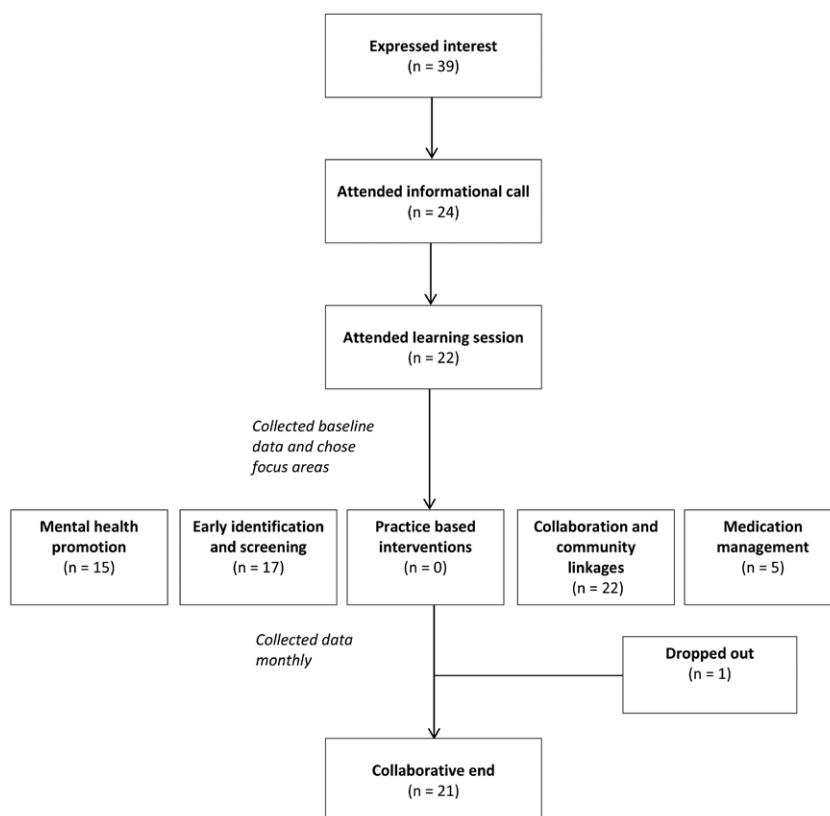 Expressed interest
(n = 39)
Attended informational call
(n = 24)
Attended learning session
(n = 22)
Collected baseline
data and chose
focus areas
Mental health
promotion
(n = 15)
Early identification
and screening
(n = 17)
Practice based
interventions
(n = 0)
Collaboration and
community
linkages
(n = 22)
Medication
management
(n = 5)
Collected data
monthly
Dropped out
(n = 1)
Collaborative end
(n = 21)